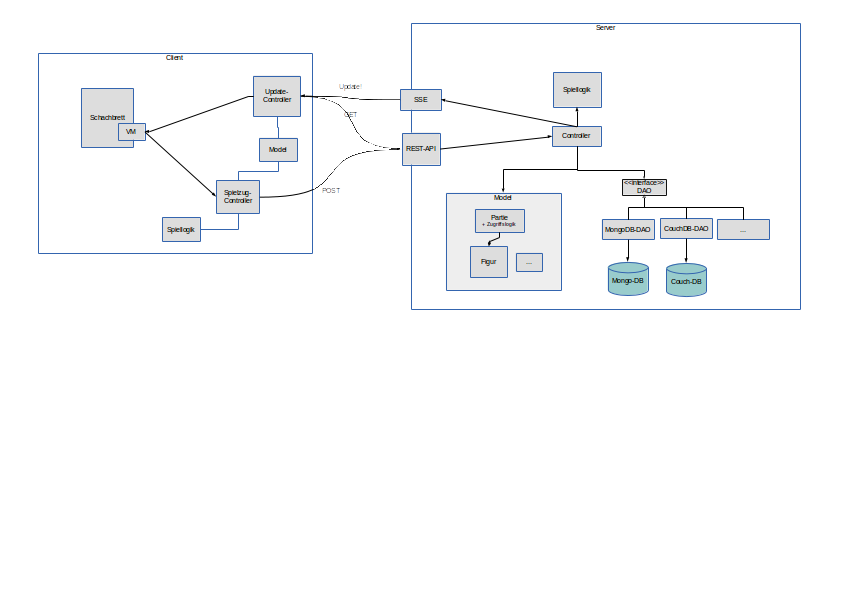 Client
Schachbrett
VM
Update-
Controller
Model
Spielzug-
Controller
Spiellogik
Update!
GET
POST
Server
SSE
REST-API
Spiellogik
Controller
Model
Partie
+ Zugriffslogik
Figur
...
<<Interface>>
DAO
MongoDB-DAO
CouchDB-DAO
...
Mongo-DB
Couch-DB